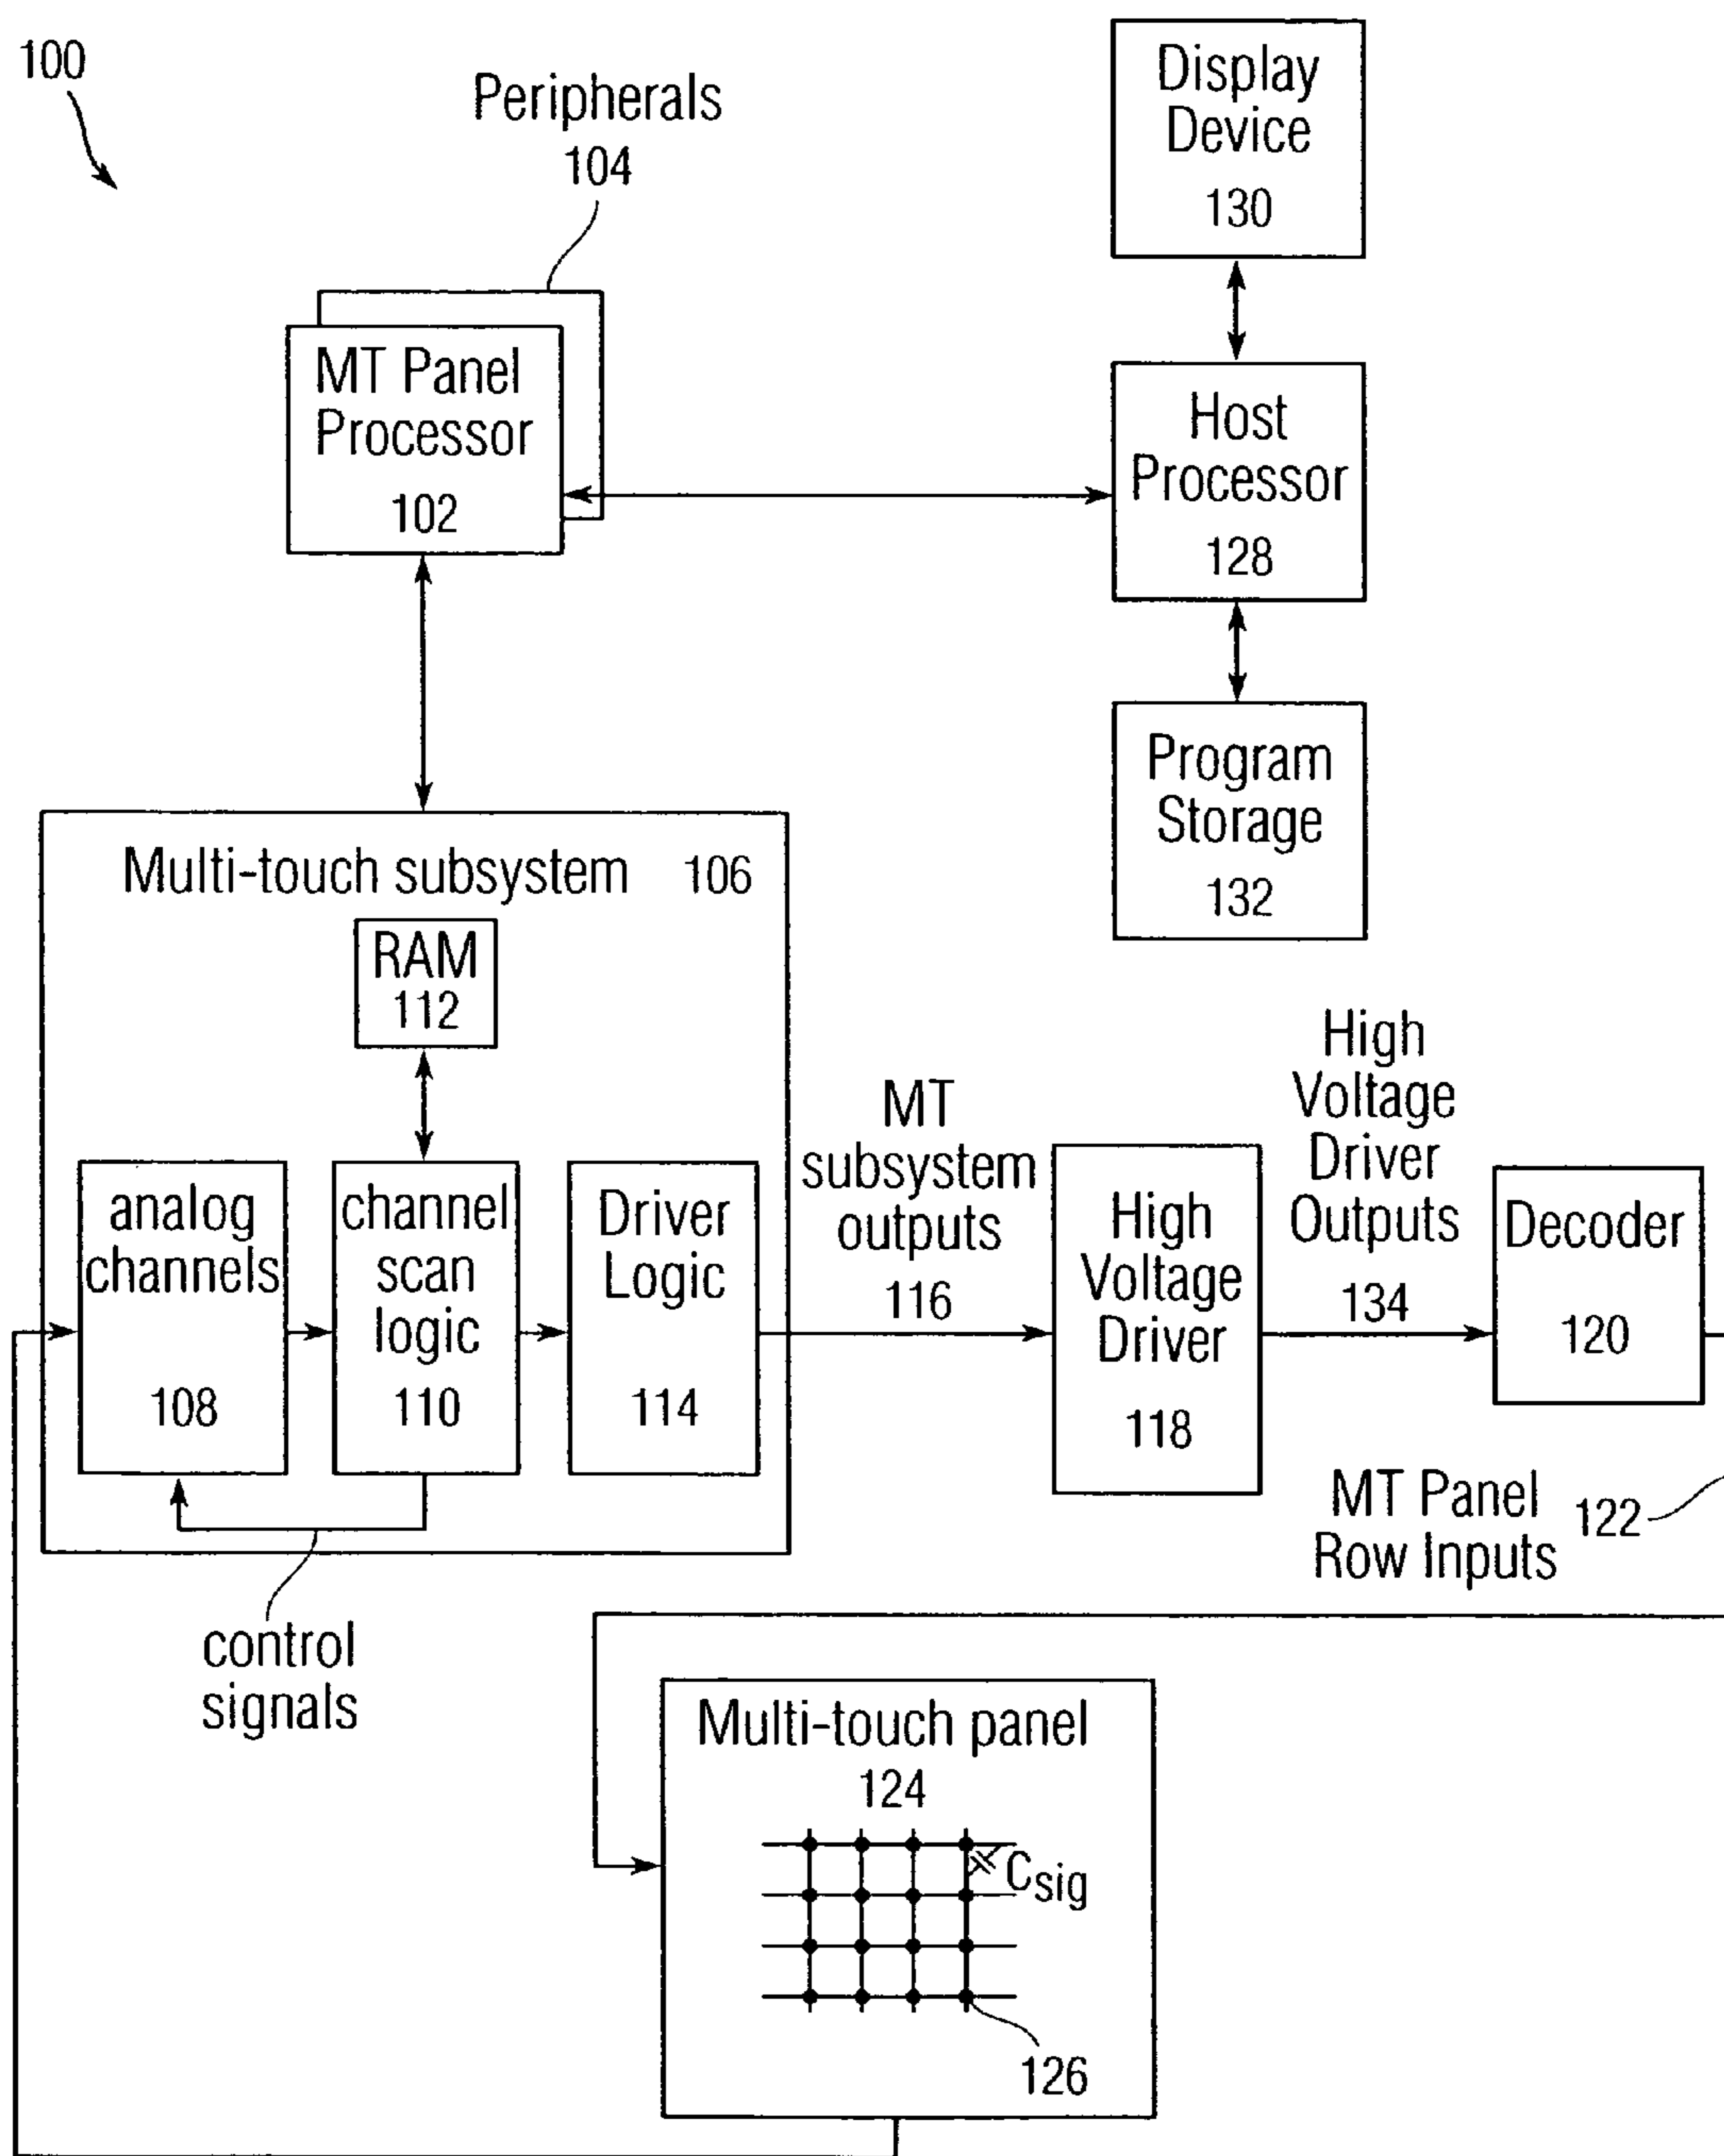 100
Peripherals
104
Display
Device
130
MT Panel
Processor
102
Host
Processor
128
Program
Storage
132
Multi-touch subsystem 106
RAM
112
analog
channels
108
channel
scan
logic
110
Driver
Logic
114
MT
subsystem
outputs
116
High
Voltage
Driver
118
High
Voltage
Driver
Outputs
134
Decoder
120
MT Panel
Row Inputs
122
control
signals
Multi-touch panel
124
Csig
126